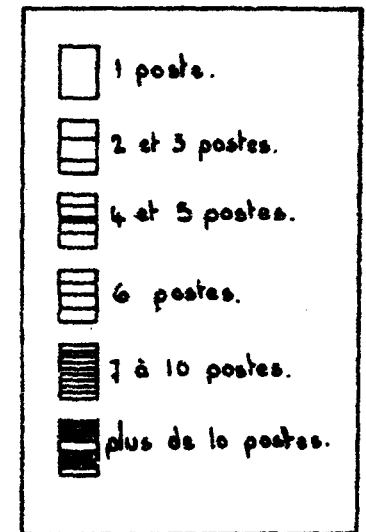 1 poste.
2 et 3 postes.
4 et 5 postes.
6 postes.
7 à 10 postes.
plus de 10 postes.